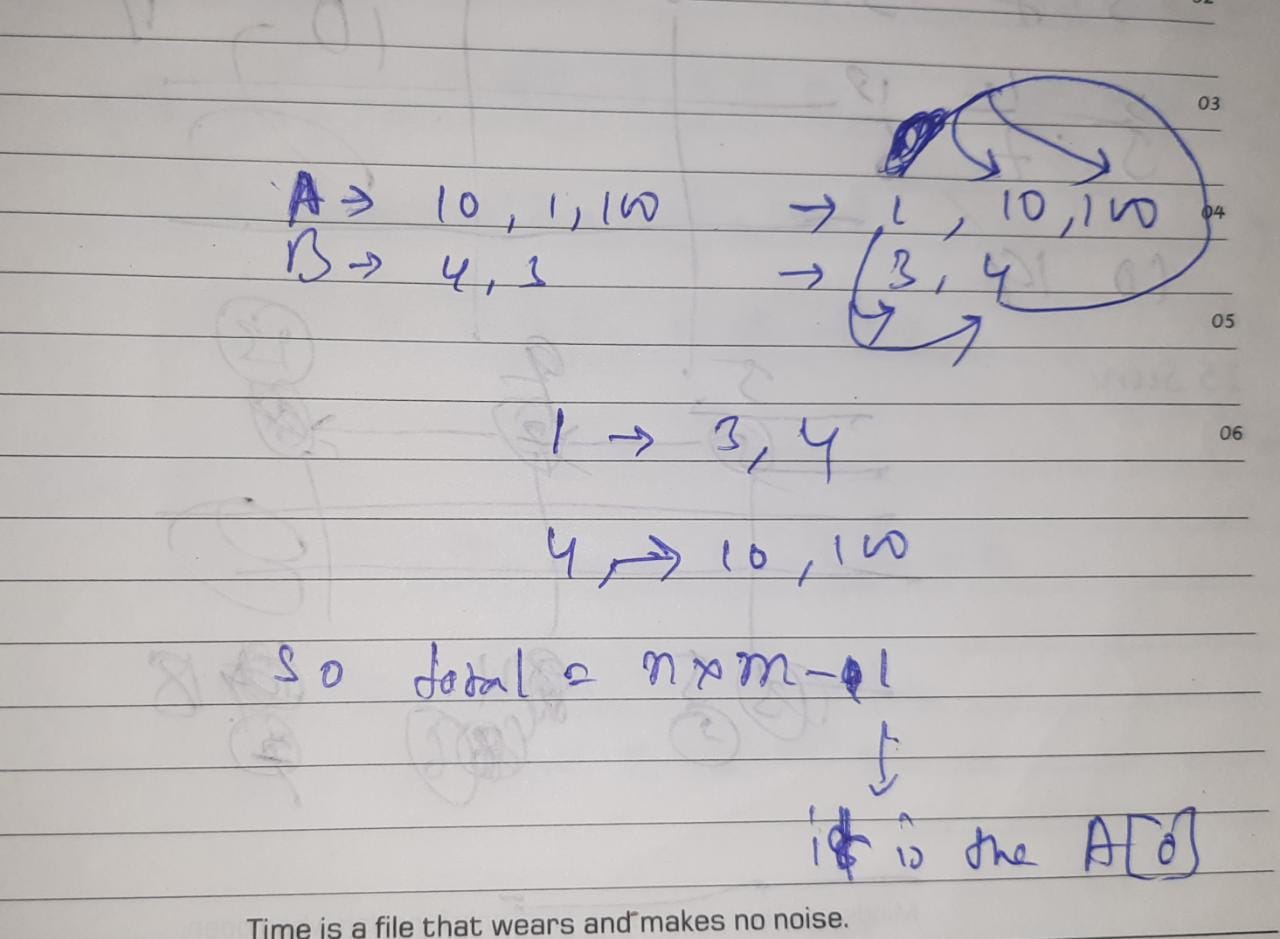 03
A → 10, 1, 100 → 1, 10, 100 04
B → 4, 3 → 3, 4
05
1 → 3, 4
06
4, → 10, 100
So total = n x m - 1
↓
it is the A[0]
Time is a file that wears and makes no noise.